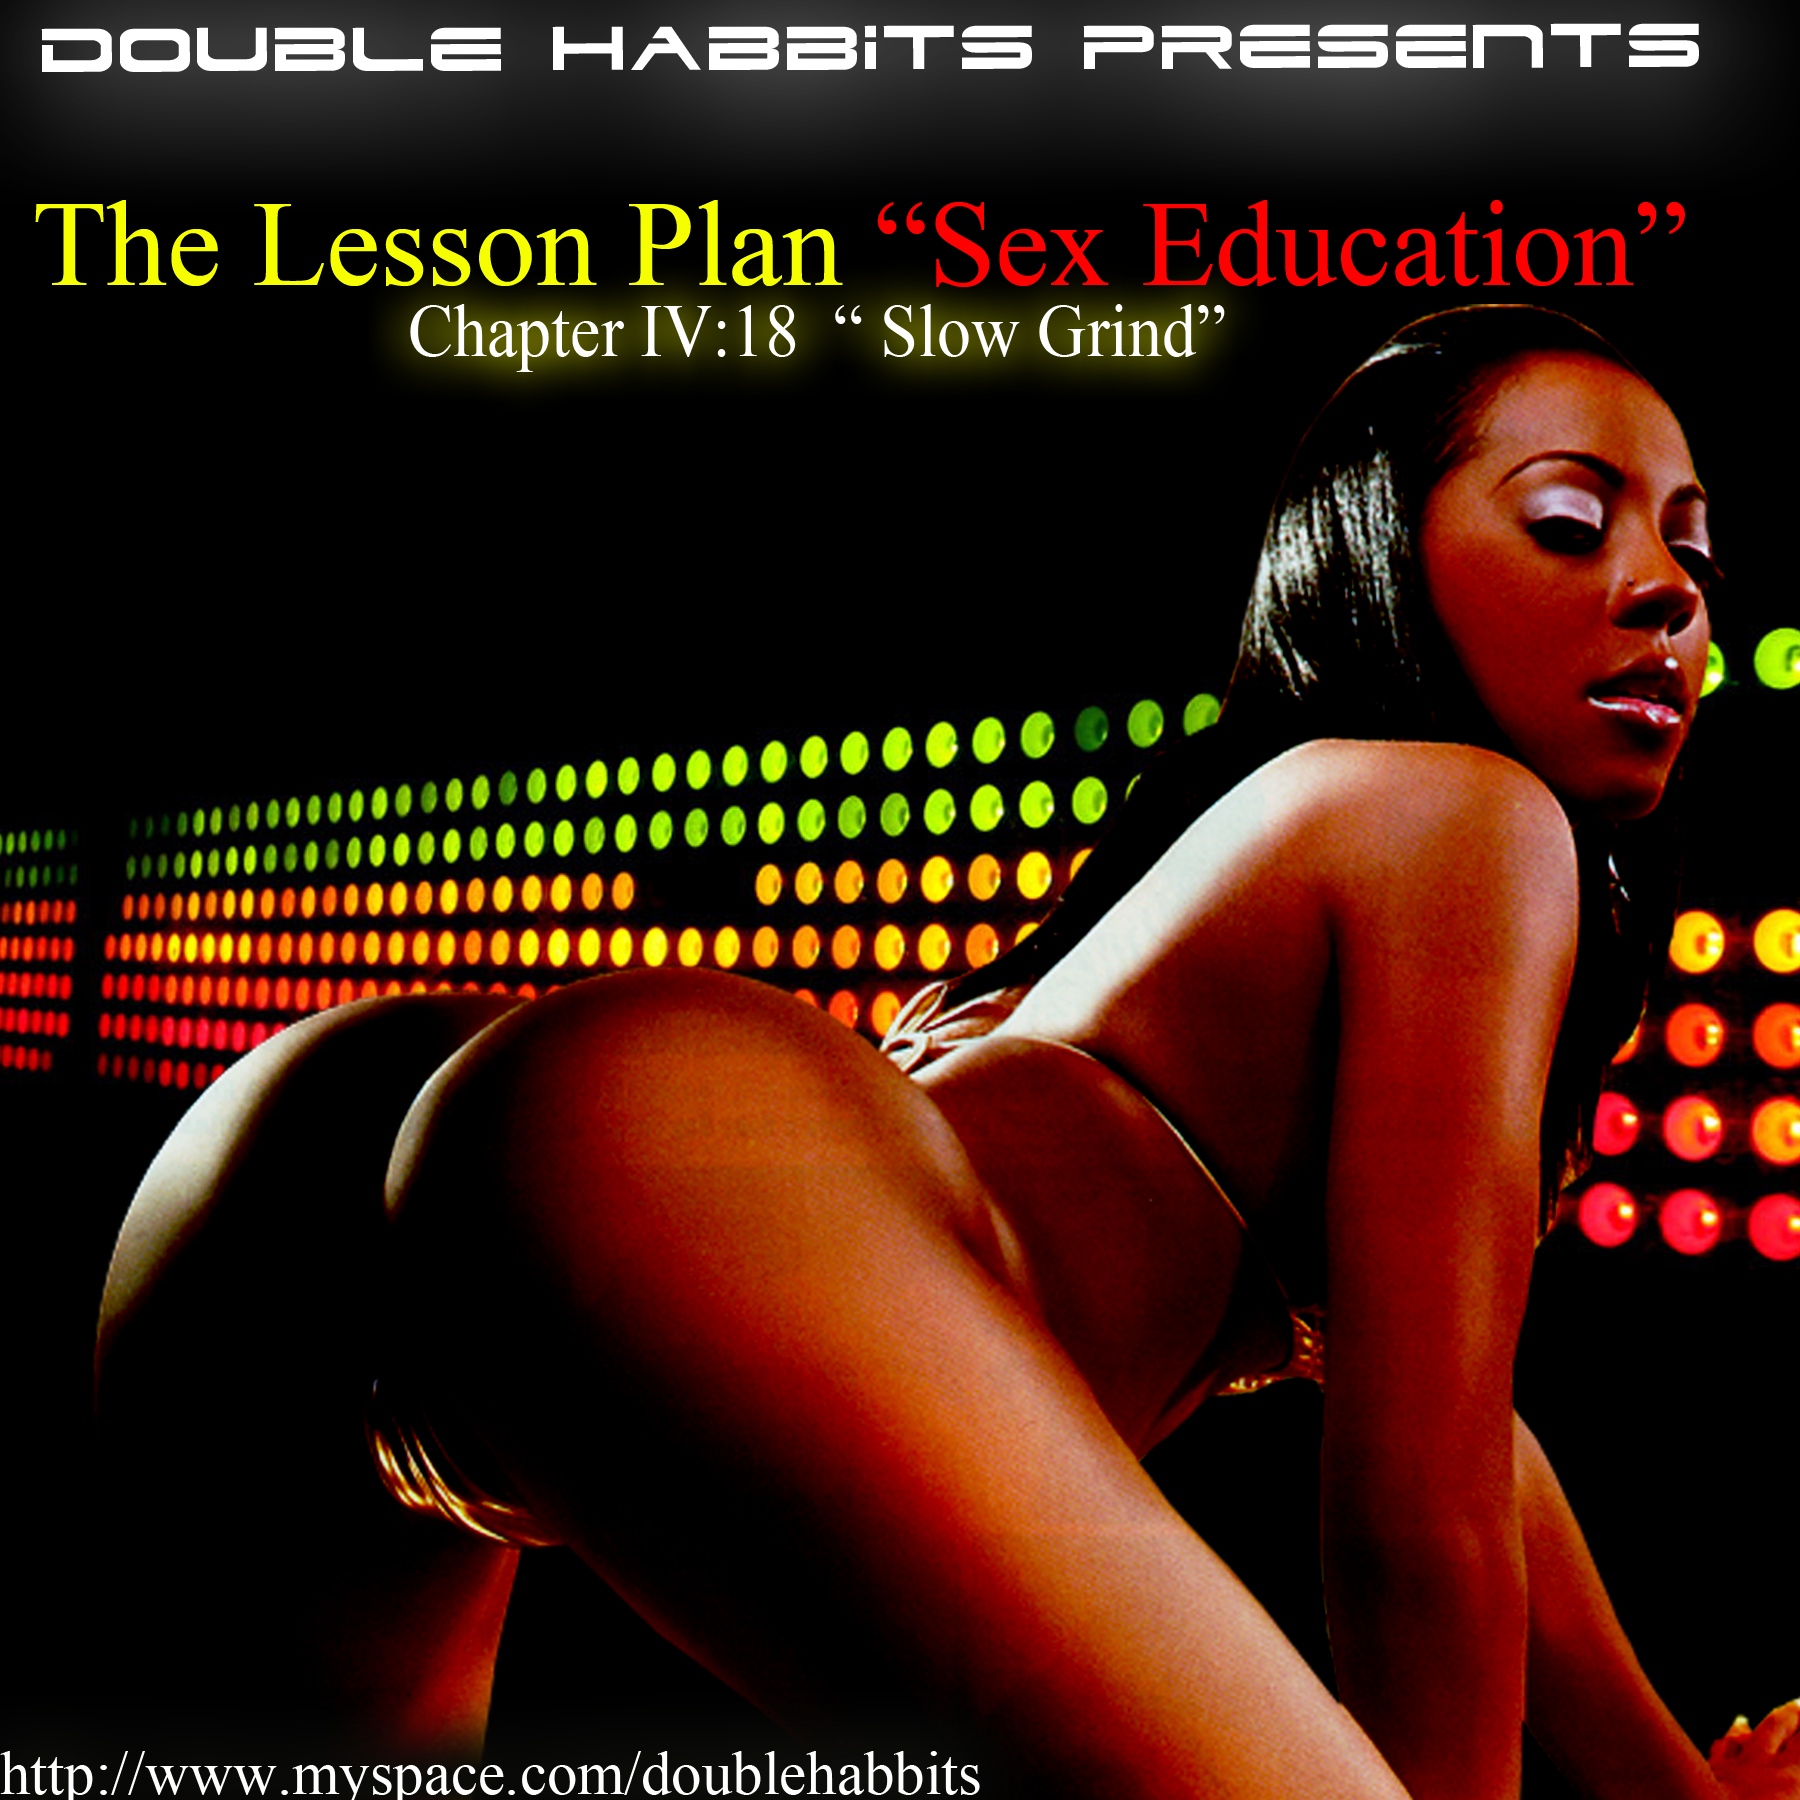 DOUBLE HABBiTS PRESENTS
The Lesson Plan “Sex Education”
Chapter IV:18 “ Slow Grind”
http://www.myspace.com/doublehabbits